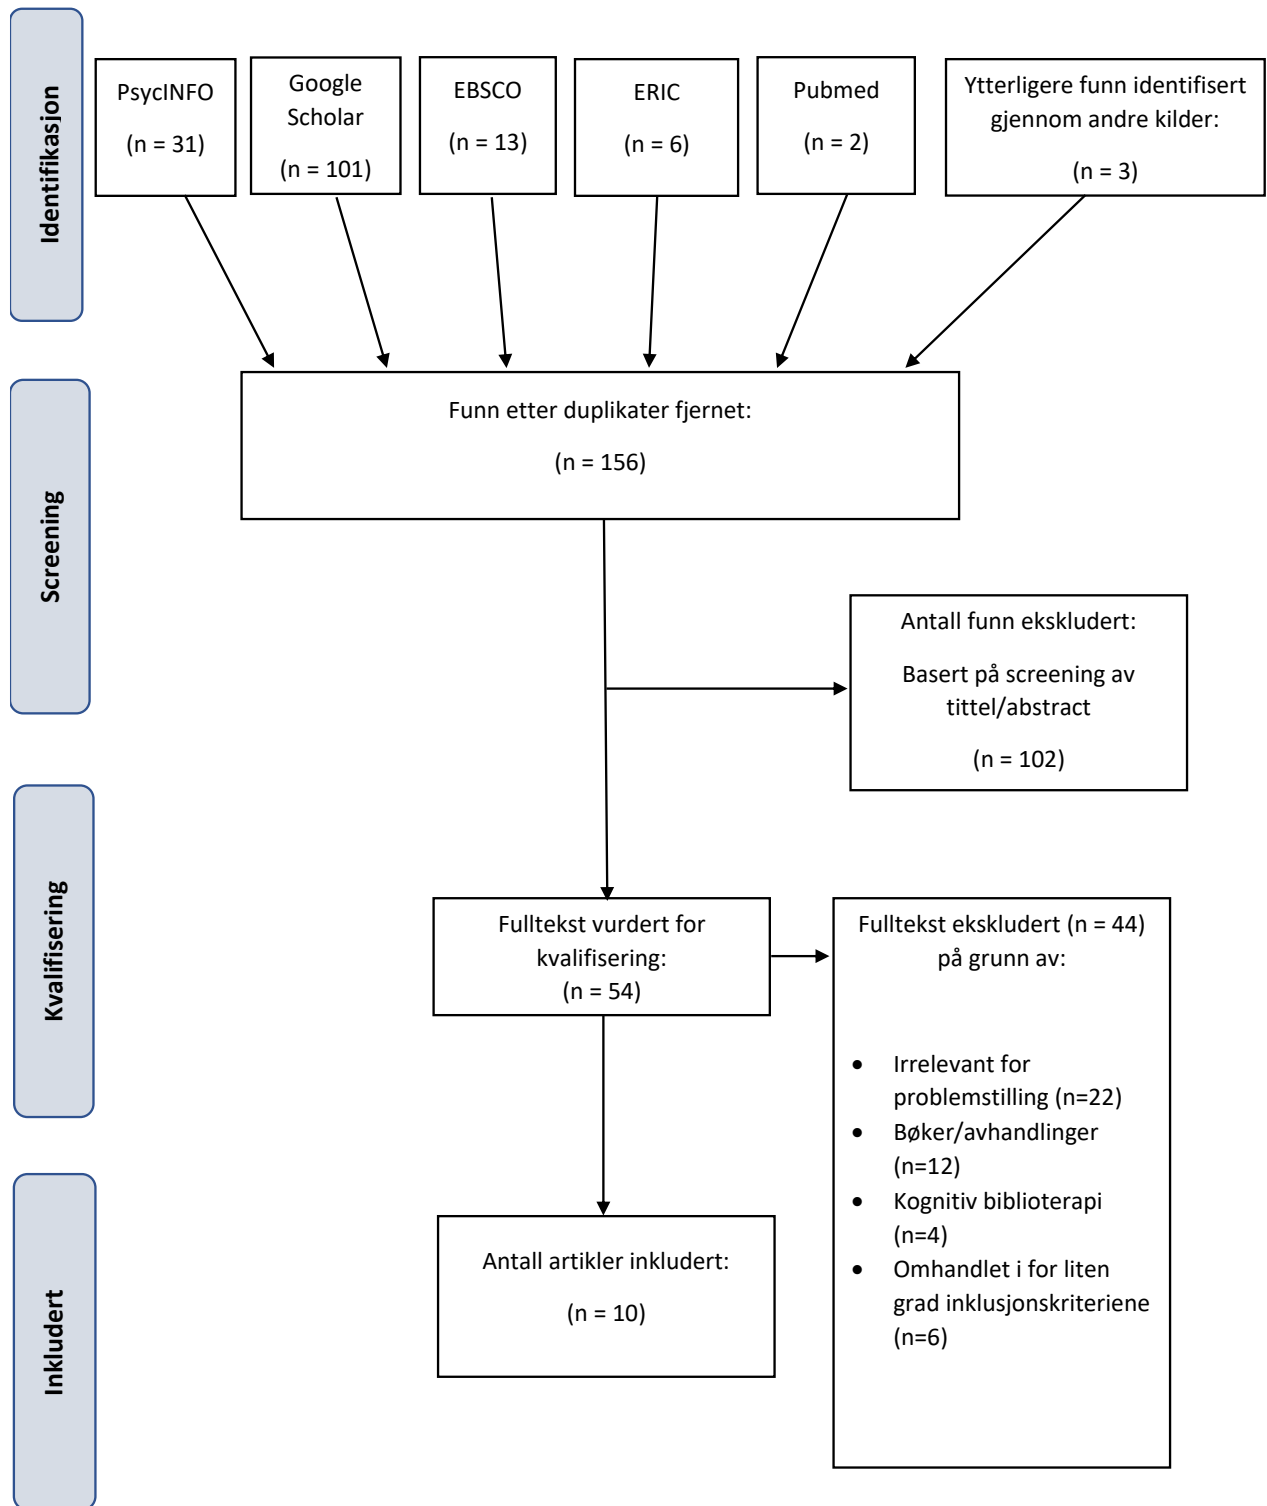 Identifikasjon
PsycINFO
(n = 31)
Google
Scholar
(n = 101)
EBSCO
(n = 13)
ERIC
(n = 6)
Pubmed
(n = 2)
Ytterligere funn identifisert
gjennom andre kilder:
(n = 3)
Screening
Funn etter duplikater fjernet:
(n = 156)
Antall funn ekskludert:
Basert på screening av
tittel/abstract
(n = 102)
Kvalifisering
Fulltekst vurdert for
kvalifisering:
(n = 54)
Fulltekst ekskludert (n = 44)
på grunn av:
• Irrelevant for
problemstilling (n=22)
• Bøker/avhandlinger
(n=12)
• Kognitiv biblioterapi
(n=4)
• Omhandlet i for liten
grad inklusjonskriteriene
(n=6)
Inkludert
Antall artikler inkludert:
(n = 10)